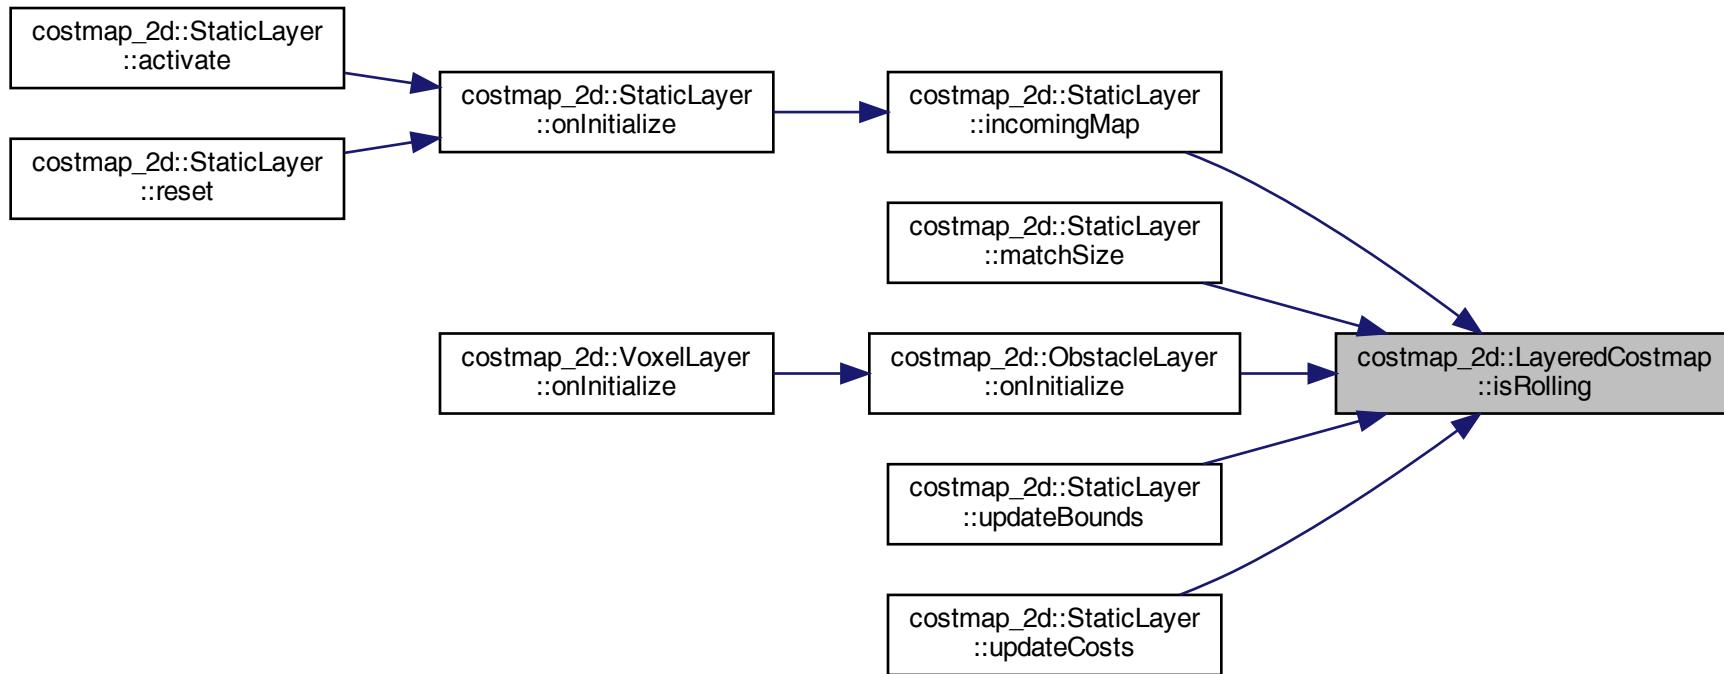 costmap_2d::StaticLayer
::activate
costmap_2d::StaticLayer
::reset
costmap_2d::StaticLayer
::onInitialize
costmap_2d::StaticLayer
::incomingMap
costmap_2d::StaticLayer
::matchSize
costmap_2d::VoxelLayer
::onInitialize
costmap_2d::ObstacleLayer
::onInitialize
costmap_2d::LayeredCostmap
::isRolling
costmap_2d::StaticLayer
::updateBounds
costmap_2d::StaticLayer
::updateCosts